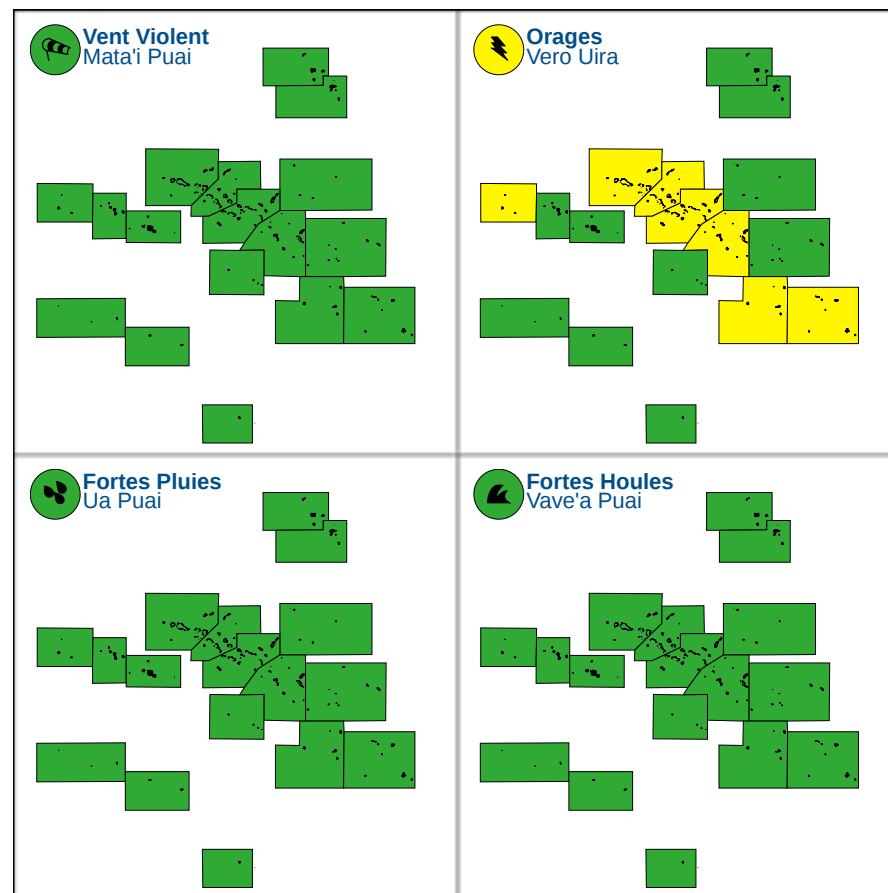 Vent Violent
Mata'i Puai
Orages
Vero Uira
Fortes Pluies
Ua Puai
Fortes Houles
Vave'a Puai